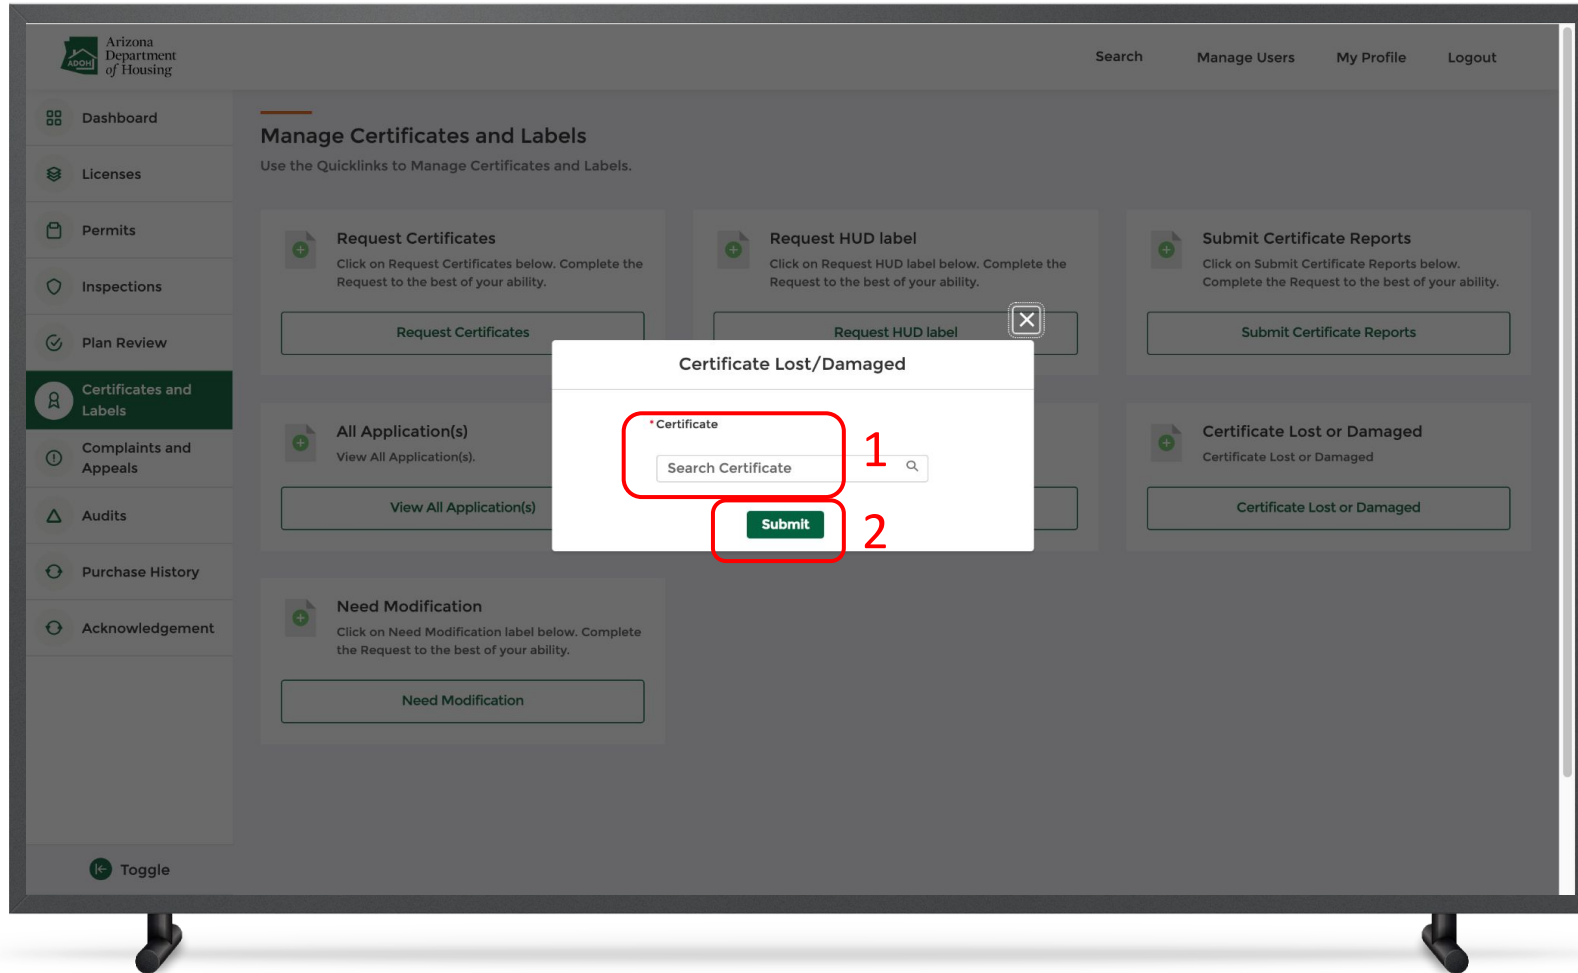 Arizona
Department
of Housing
ADOH
Search
Manage Users
My Profile
Logout
Dashboard
Licenses
Permits
Inspections
Plan Review
Certificates and
Labels
Complaints and
Appeals
Audits
Purchase History
Acknowledgement
Toggle
Manage Certificates and Labels
Use the Quicklinks to Manage Certificates and Labels.
Request Certificates
Click on Request Certificates below. Complete the
Request to the best of your ability.
Request Certificates
Request HUD label
Click on Request HUD label below. Complete the
Request to the best of your ability.
Request HUD label
Submit Certificate Reports
Click on Submit Certificate Reports below.
Complete the Request to the best of your ability.
Submit Certificate Reports
Certificate Lost/Damaged
*Certificate
Search Certificate
1
Submit
2
All Application(s)
View All Application(s).
View All Application(s)
Certificate Lost or Damaged
Certificate Lost or Damaged
Certificate Lost or Damaged
Need Modification
Click on Need Modification label below. Complete
the Request to the best of your ability.
Need Modification